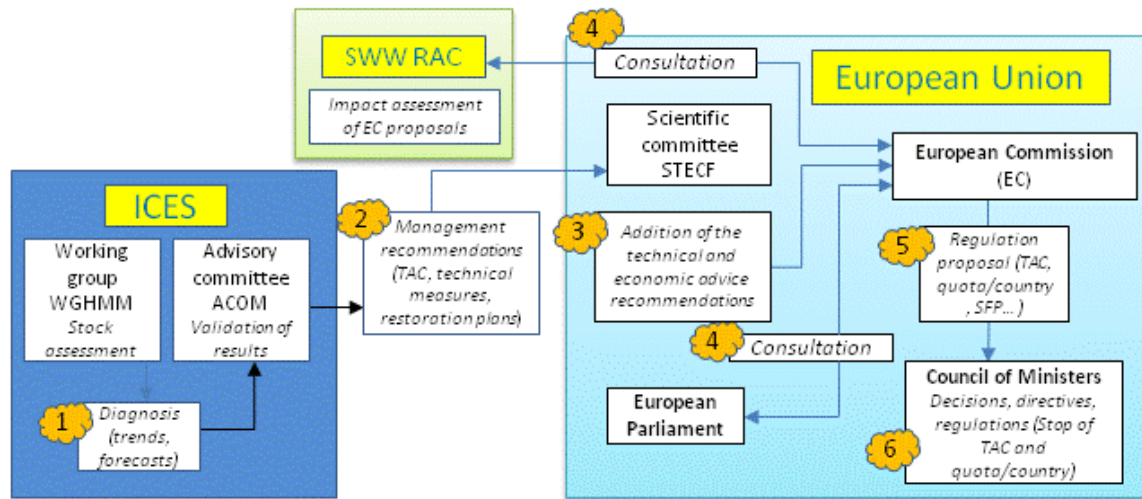 4
SWW RAC
Consultation
European Union
Impact assessment
of EC proposals
Scientific
committee
STECF
European Commission
(EC)
ICES
2
Management
recommendations
(TAC, technical
measures,
restoration plans)
3
Addition of the
technical and
economic advice
recommendations
5
Regulation
proposal (TAC,
quota/country
, SFP... )
Working
group
WGHMM
Stock
assessment
Advisory
committee
ACOM
Validation of
results
4
Consultation
1
Diagnosis
(trends,
forecasts)
European
Parliament
Council of Ministers
Decisions, directives,
regulations (Stop of
TAC and
quota/country)
6